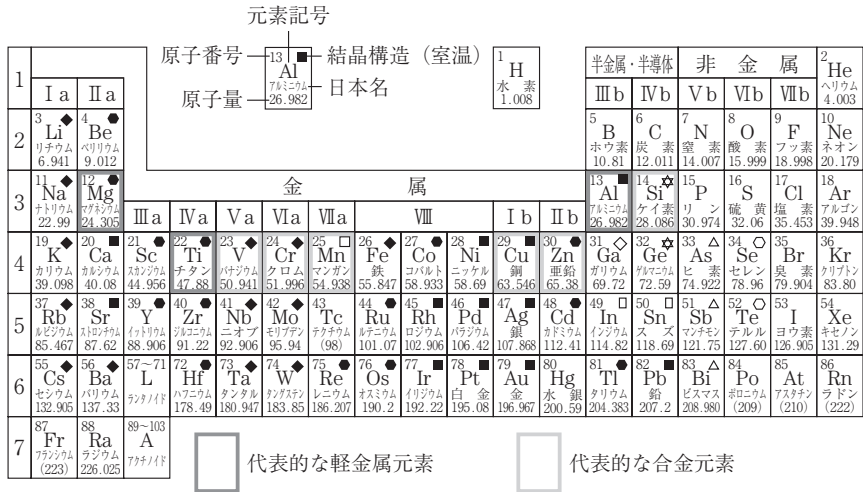 元素記号
原子番号 13 Al アルミニウム 26.982 結晶構造（室温）
日本名
原子量
1 1 H 水素 1.008 半金属・半導体 非金属 2 He ヘリウム 4.003
Ⅰa Ⅱa Ⅲb Ⅳb Ⅴb Ⅵb Ⅶb
2 3 Li リチウム 6.941 4 Be ベリリウム 9.012 5 B ホウ素 10.81 6 C 炭素 12.011 7 N 窒素 14.007 8 O 酸素 15.999 9 F フッ素 18.998 10 Ne ネオン 20.179
3 11 Na ナトリウム 22.99 12 Mg マグネシウム 24.305 金属 13 Al アルミニウム 26.982 14 Si ケイ素 28.086 15 P リン 30.974 16 S 硫黄 32.06 17 Cl 塩素 35.453 18 Ar アルゴン 39.948
Ⅲa Ⅳa Ⅴa Ⅵa Ⅶa Ⅷ Ⅰb Ⅱb
4 19 K カリウム 39.098 20 Ca カルシウム 40.08 21 Sc スカンジウム 44.956 22 Ti チタン 47.88 23 V バナジウム 50.941 24 Cr クロム 51.996 25 Mn マンガン 54.938 26 Fe 鉄 55.847 27 Co コバルト 58.933 28 Ni ニッケル 58.69 29 Cu 銅 63.546 30 Zn 亜鉛 65.38 31 Ga ガリウム 69.72 32 Ge ゲルマニウム 72.59 33 As ヒ素 74.922 34 Se セレン 78.96 35 Br 臭素 79.904 36 Kr クリプトン 83.80
5 37 Rb ルビジウム 85.467 38 Sr ストロンチウム 87.62 39 Y イットリウム 88.906 40 Zr ジルコニウム 91.22 41 Nb ニオブ 92.906 42 Mo モリブデン 95.94 43 Tc テクチウム (98) 44 Ru ルテニウム 101.07 45 Rh ロジウム 102.906 46 Pd パラジウム 106.42 47 Ag 銀 107.868 48 Cd カドミウム 112.41 49 In インジウム 114.82 50 Sn スズ 118.69 51 Sb マンチモン 121.75 52 Te テルル 127.60 53 I ヨウ素 126.905 54 Xe キセノン 131.29
6 55 Cs セシウム 132.905 56 Ba バリウム 137.33 57~71 L ランタノイド 72 Hf ハフニウム 178.49 73 Ta タンタル 180.947 74 W タングステン 183.85 75 Re レニウム 186.207 76 Os オスミウム 190.2 77 Ir イリジウム 192.22 78 Pt 白金 195.08 79 Au 金 196.967 80 Hg 水銀 200.59 81 Tl タリウム 204.383 82 Pb 鉛 207.2 83 Bi ビスマス 208.980 84 Po ポロニウム (209) 85 At アスタチン (210) 86 Rn ラドン (222)
7 87 Fr フランシウム (223) 88 Ra ラジウム 226.025 89~103 A アクチノイド
代表的な軽金属元素 代表的な合金元素